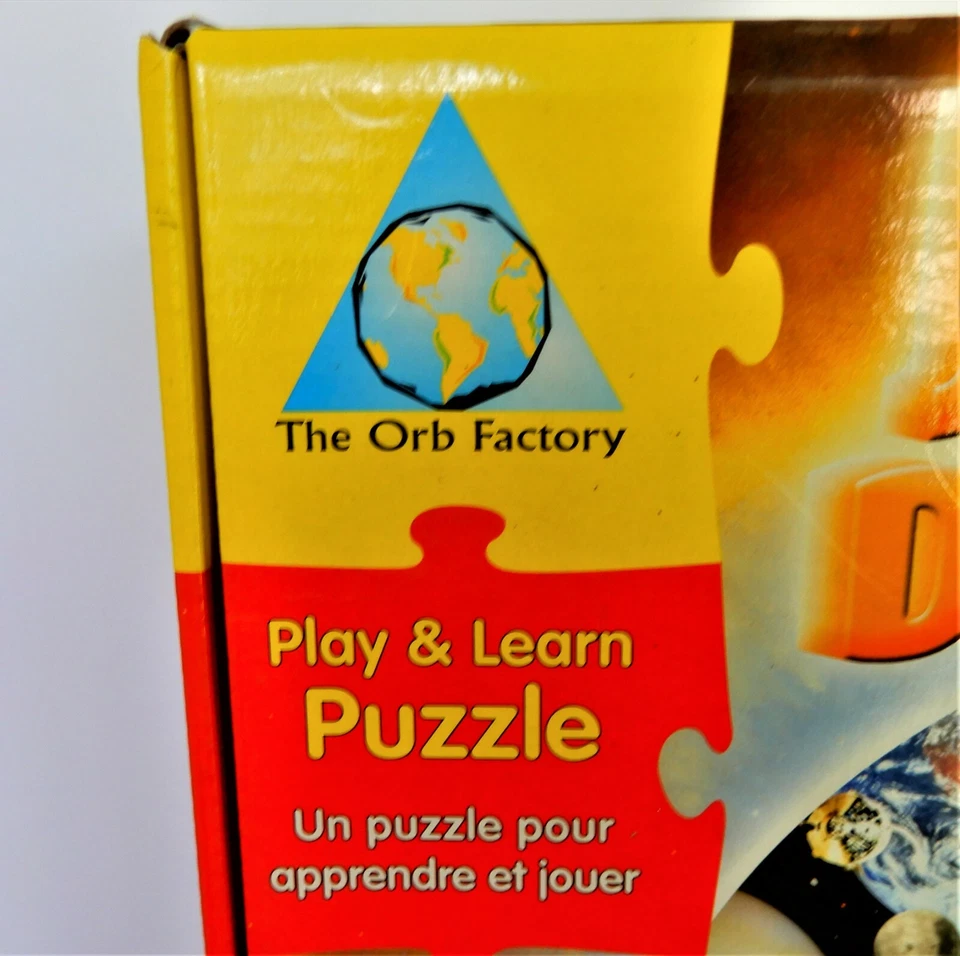 The Orb Factory
Play & Learn
Puzzle
Un puzzle pour
apprendre et jouer
D